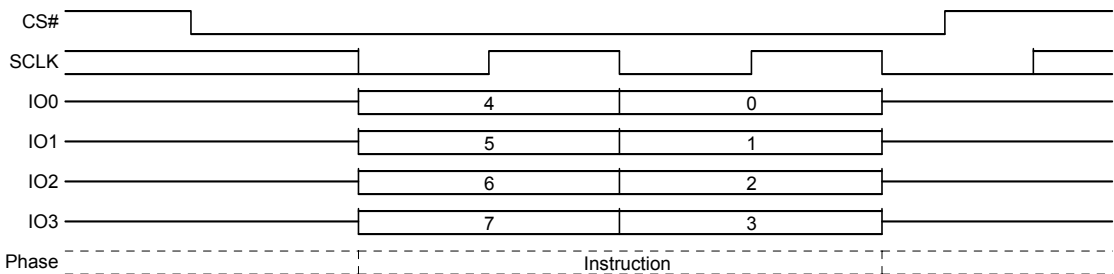 CS#
SCLK
IO0 4 0
IO1 5 1
IO2 6 2
IO3 7 3
Phase Instruction